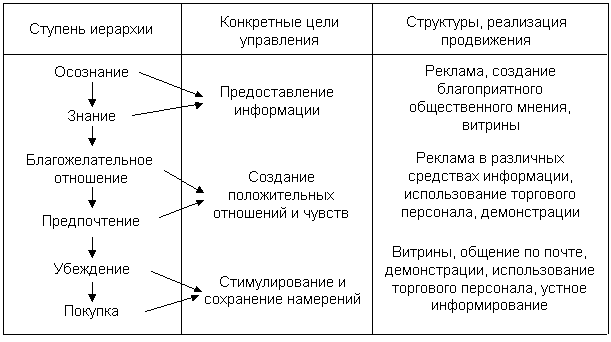 Ступень иерархии
Конкретные цели
управления
Структуры, реализация
продвижения
Осознание
Знание
Предоставление
информации
Реклама, создание
благоприятного
общественного мнения,
витрины
Благожелательное
отношение
Предпочтение
Создание
положительных
отношений и чувств
Реклама в различных
средствах информации,
использование торгового
персонала, демонстрации
Убеждение
Покупка
Стимулирование и
сохранение намерений
Витрины, общение по почте,
демонстрации, использование
торгового персонала, устное
информирование